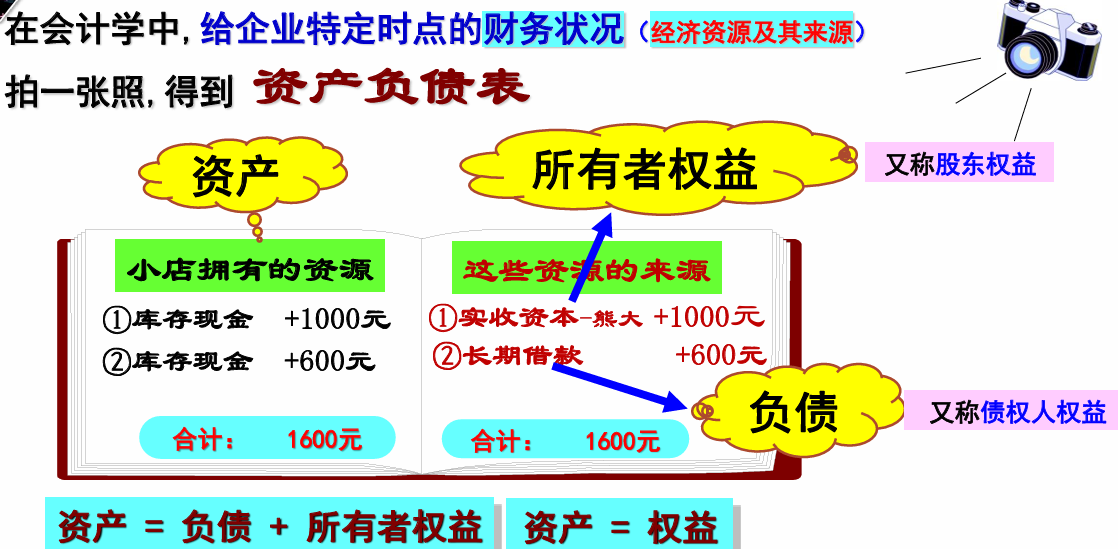 在会计学中,给企业特定时点的财务状况（经济资源及其来源）
拍一张照,得到 资产负债表
资产
所有者权益
又称股东权益
小店拥有的资源
①库存现金 +1000元
②库存现金 +600元
合计： 1600元
这些资源的来源
①实收资本-熊大 +1000元
②长期借款 +600元
合计： 1600元
负债
又称债权人权益
资产 = 负债 + 所有者权益
资产 = 权益